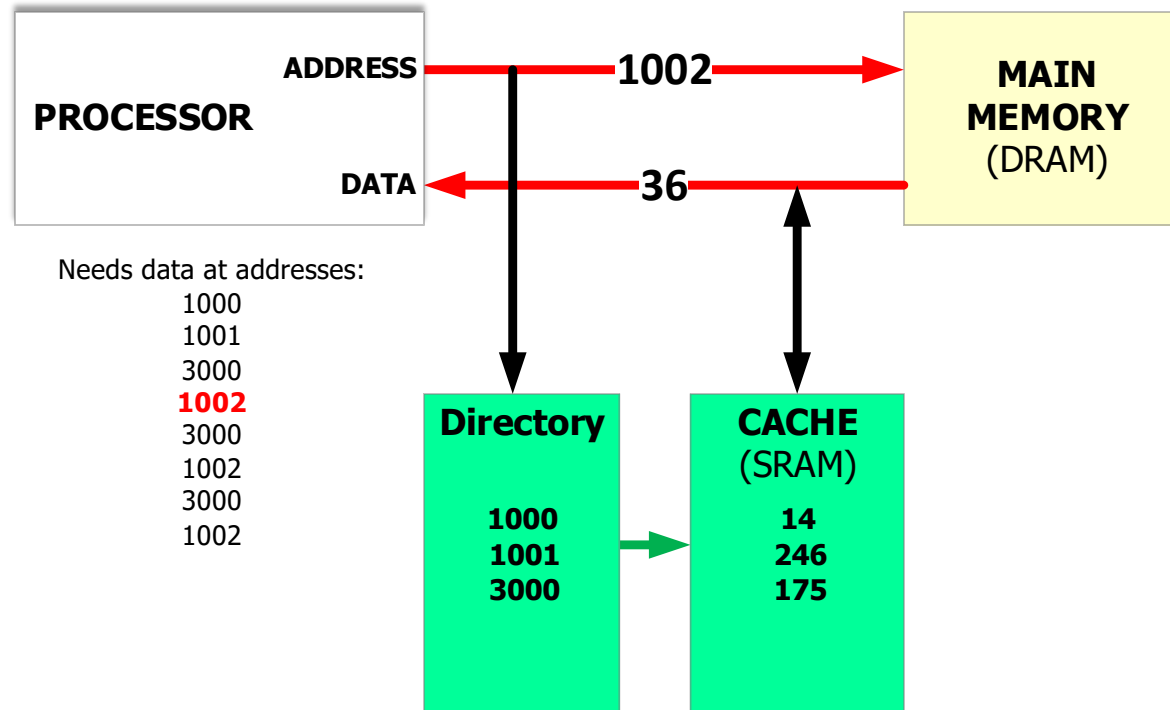 PROCESSOR
ADDRESS
DATA
1002
36
MAIN
MEMORY
(DRAM)
Needs data at addresses:
1000
1001
3000
1002
3000
1002
3000
1002
Directory
1000
1001
3000
CACHE
(SRAM)
14
246
175